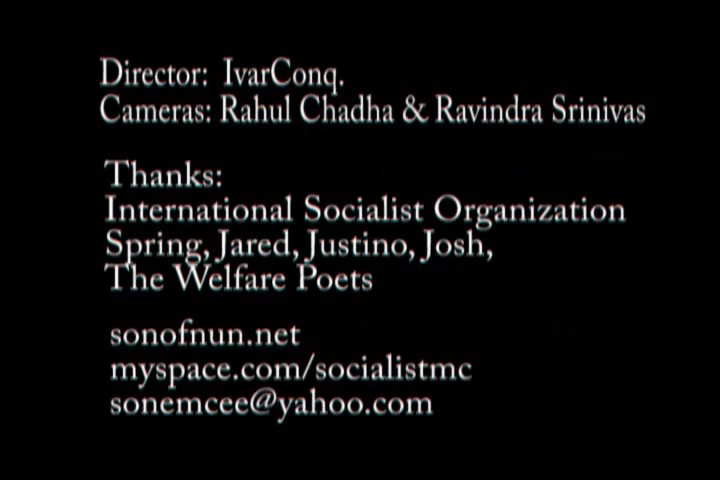 Director: IvarConq.
Cameras: Rahul Chadha & Ravindra Srinivas
Thanks:
International Socialist Organization
Spring, Jared, Justino, Josh,
The Welfare Poets
sonofnun.net
myspace.com/socialistmc
sonemcee@yahoo.com